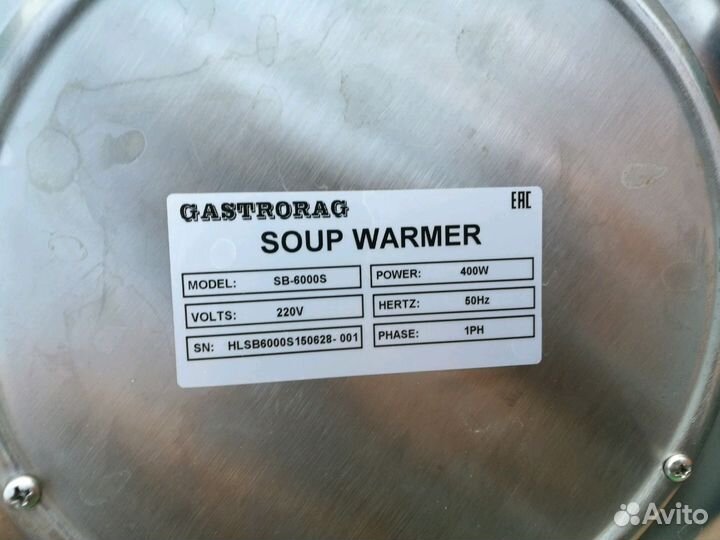 GASTRORAG
EAC
SOUP WARMER
MODEL: SB-6000S
POWER: 400W
VOLTS: 220V
HERTZ: 50Hz
SN: HLSB6000S150628- 001
PHASE: 1PH
Avito